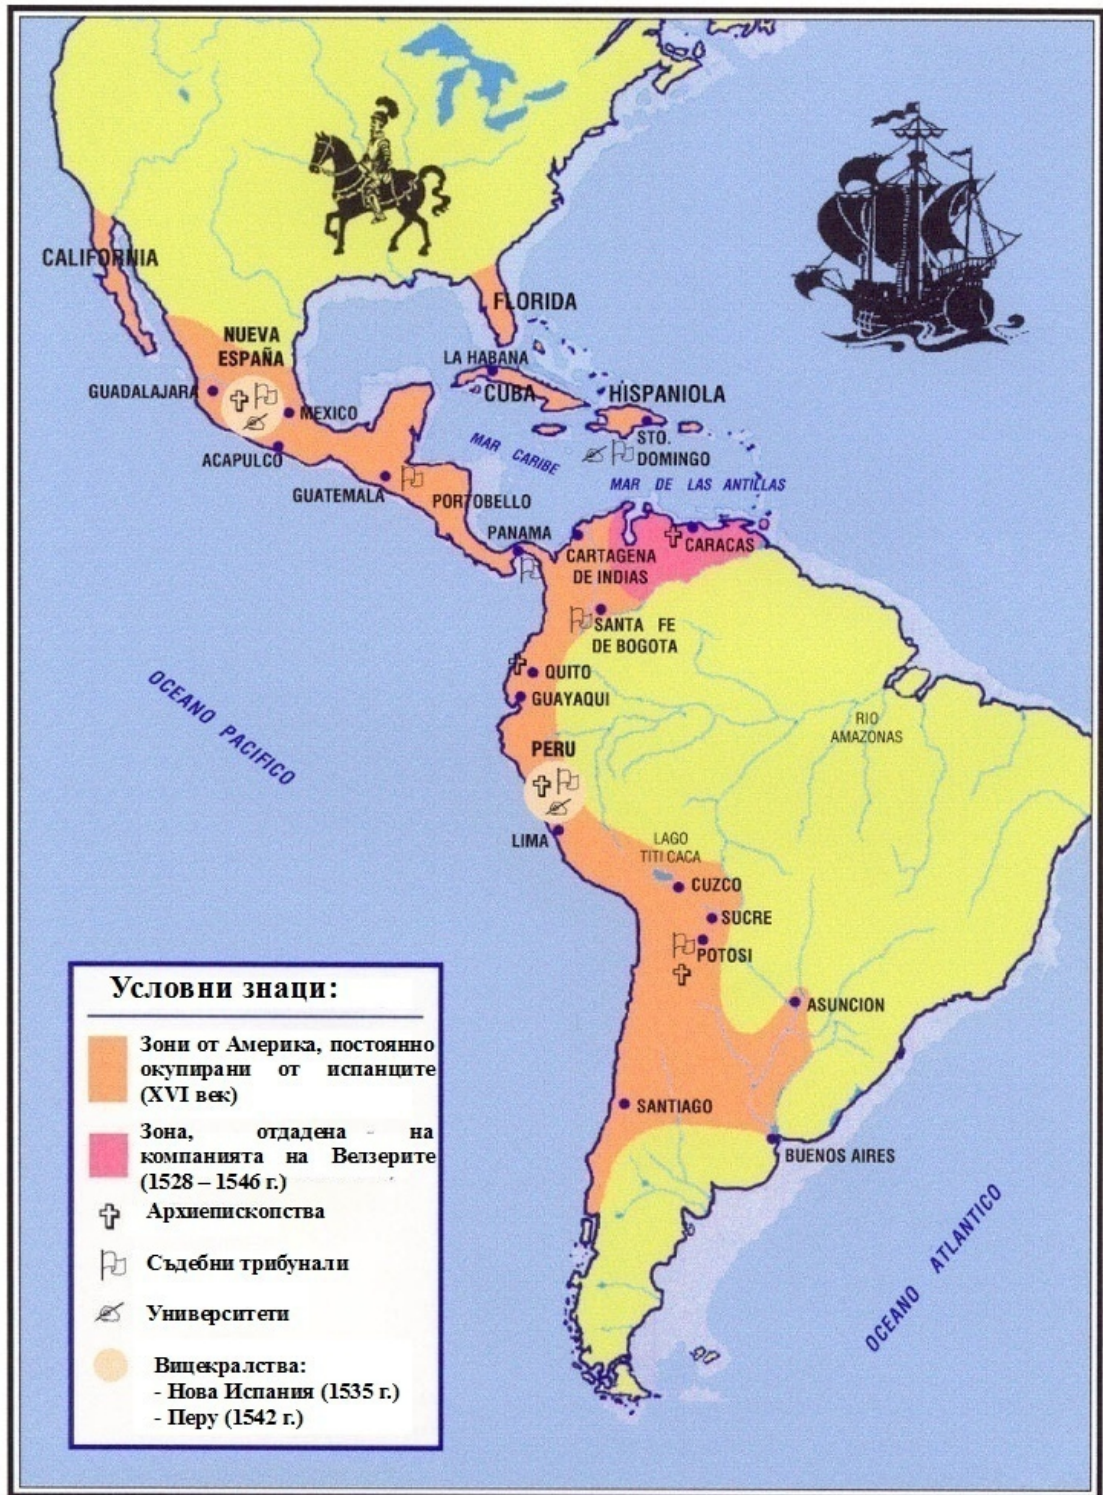 CALIFORNIA
FLORIDA
NUEVA
ESPAÑA
LA HABANA
CUBA
HISPANIOLA
GUADALAJARA
MEXICO
STO.
DOMINGO
ACAPULCO
MAR CARIBE
MAR DE LAS ANTILLAS
GUATEMALA
PORTOBELLO
PANAMA
CARTAGENA
DE INDIAS
CARACAS
SANTA FE
DE BOGOTA
QUITO
GUAYAQUI
OCEANO PACIFICO
RIO
AMAZONAS
PERU
LIMA
LAGO
TITI CACA
CUZCO
SUCRE
POTOSI
ASUNCION
SANTIAGO
BUENOS AIRES
OCEANO ATLANTICO
Условни знаци:
Зони от Америка, постоянно
окупирани от испанците
(XVI век)
Зона, отдадена на
компанията на Велзерите
(1528 – 1546 г.)
Архиепископства
Съдебни трибунали
Университети
Вицекралства:
- Нова Испания (1535 г.)
- Перу (1542 г.)